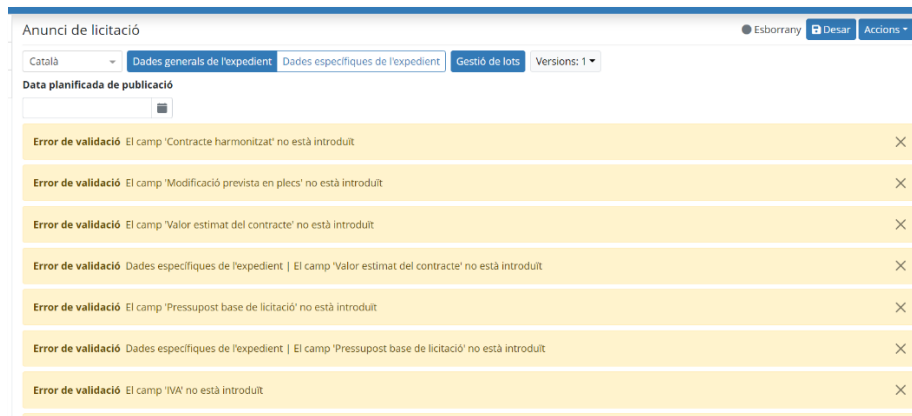 Anunci de licitació
Esborrany Desar Accions
Català Dades generals de l'expedient Dades específiques de l'expedient Gestió de lots Versions: 1
Data planificada de publicació
Error de validació El camp 'Contracte harmonitzat' no està introduït
Error de validació El camp 'Modificació prevista en plecs' no està introduït
Error de validació El camp 'Valor estimat del contracte' no està introduït
Error de validació Dades específiques de l'expedient | El camp 'Valor estimat del contracte' no està introduït
Error de validació El camp 'Pressupost base de licitació' no està introduït
Error de validació Dades específiques de l'expedient | El camp 'Pressupost base de licitació' no està introduït
Error de validació El camp 'IVA' no està introduït